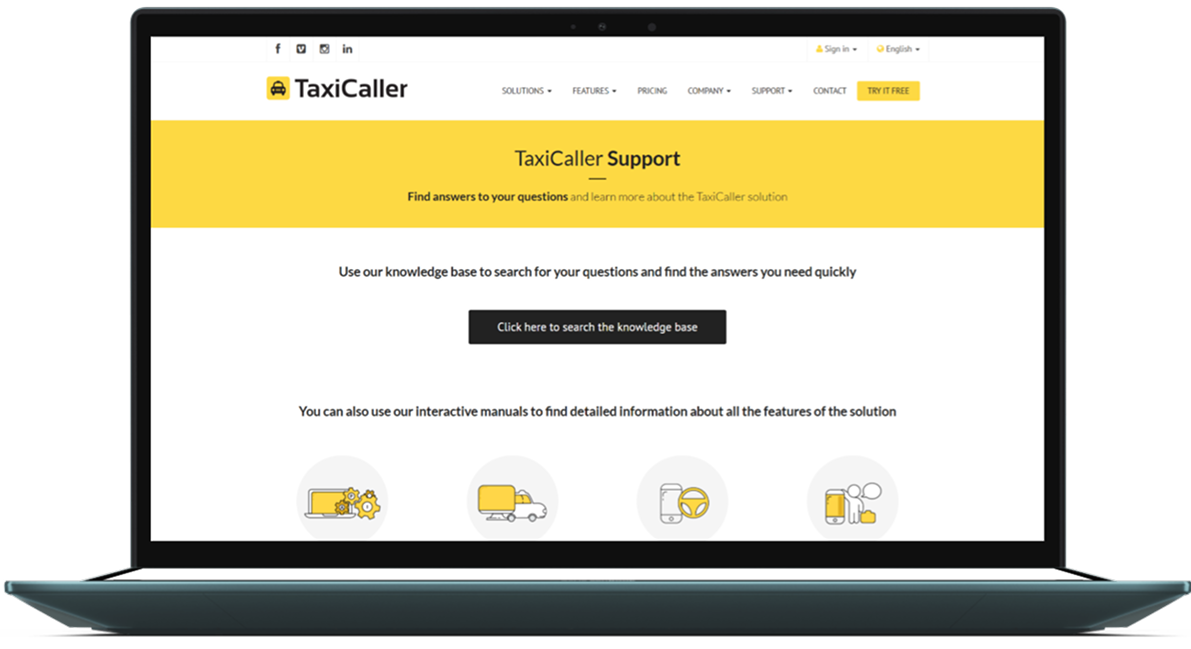 Sign in
English
TaxiCaller
SOLUTIONS
FEATURES
PRICING
COMPANY
SUPPORT
CONTACT
TRY IT FREE
TaxiCaller Support
Find answers to your questions and learn more about the TaxiCaller solution
Use our knowledge base to search for your questions and find the answers you need quickly
Click here to search the knowledge base
You can also use our interactive manuals to find detailed information about all the features of the solution